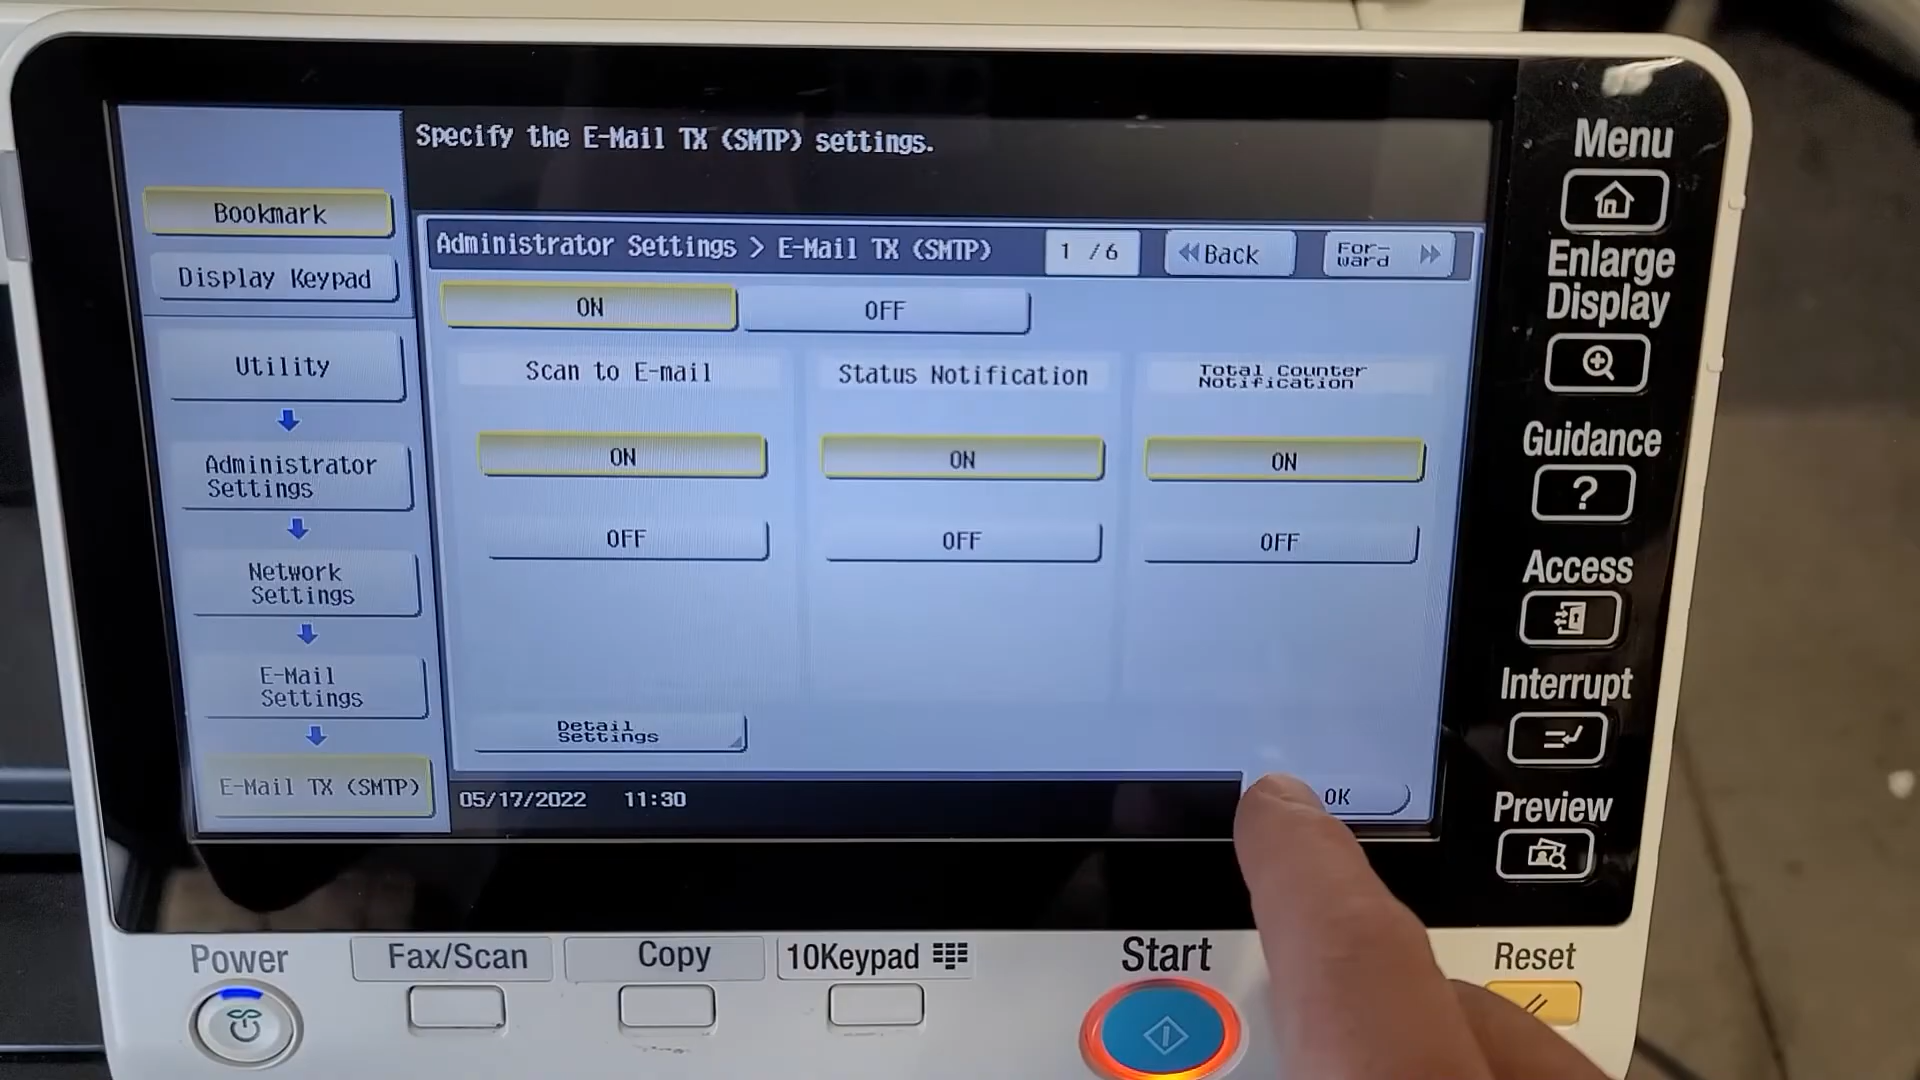 Specify the E-Mail TX (SMTP) settings.
Bookmark
Display Keypad
Utility
Administrator
Settings
Network
Settings
E-Mail
Settings
E-Mail TX (SMTP)
Administrator Settings > E-Mail TX (SMTP)
1 /6
Back
For-
ward
ON
OFF
Scan to E-mail
Status Notification
Total Counter
Notification
ON
ON
ON
OFF
OFF
OFF
Detail
Settings
05/17/2022 11:30
OK
Menu
Enlarge
Display
Guidance
?
Access
Interrupt
Preview
Power
Fax/Scan
Copy
10Keypad
Start
Reset